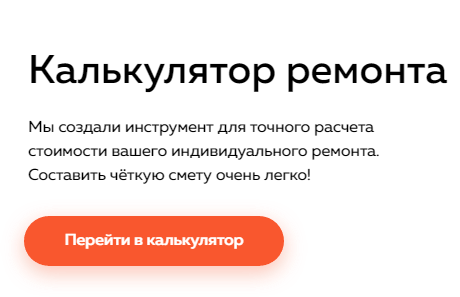 Калькулятор ремонта
Мы создали инструмент для точного расчета
стоимости вашего индивидуального ремонта.
Составить чёткую смету очень легко!
Перейти в калькулятор